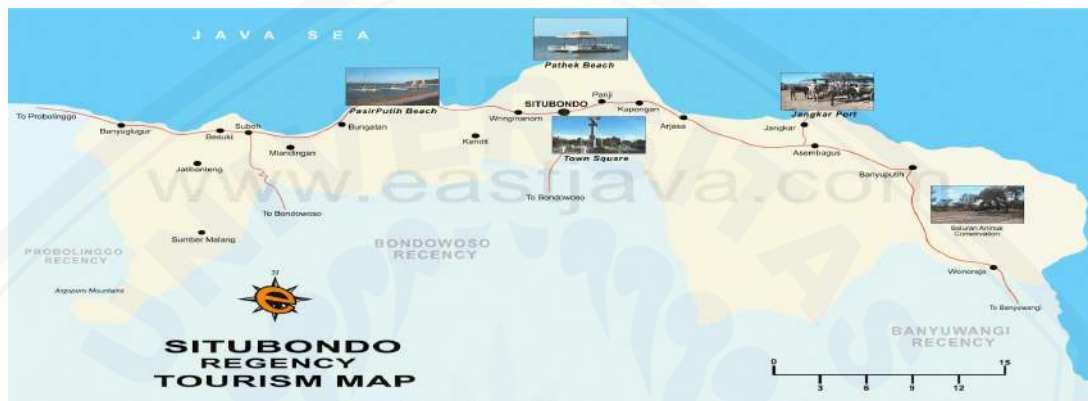 JAVA SEA
Pathek Beach
PasirPutih Beach
SITUBONDO
Panji
Kapongan
To Probolinggo
Banyuglugur
Besuki
Suboh
Bungatan
Wringinanom
Arjasa
Jangkar
Jangkar Port
Mlandingan
Kendit
Town Square
Asembagus
Jatibanteng
Banyuputih
www.eastjava.com
To Bondowoso
To Bondowoso
Baluran Animal
Conservation
Sumber Malang
BONDOWOSO
RECENCY
PROBOLINGGO
RECENCY
Wonorejo
Argopuro Mountains
To Banyuwangi
BANYUWANGI
RECENCY
SITUBONDO
REGENCY
TOURISM MAP
0
15
3
6
9
12